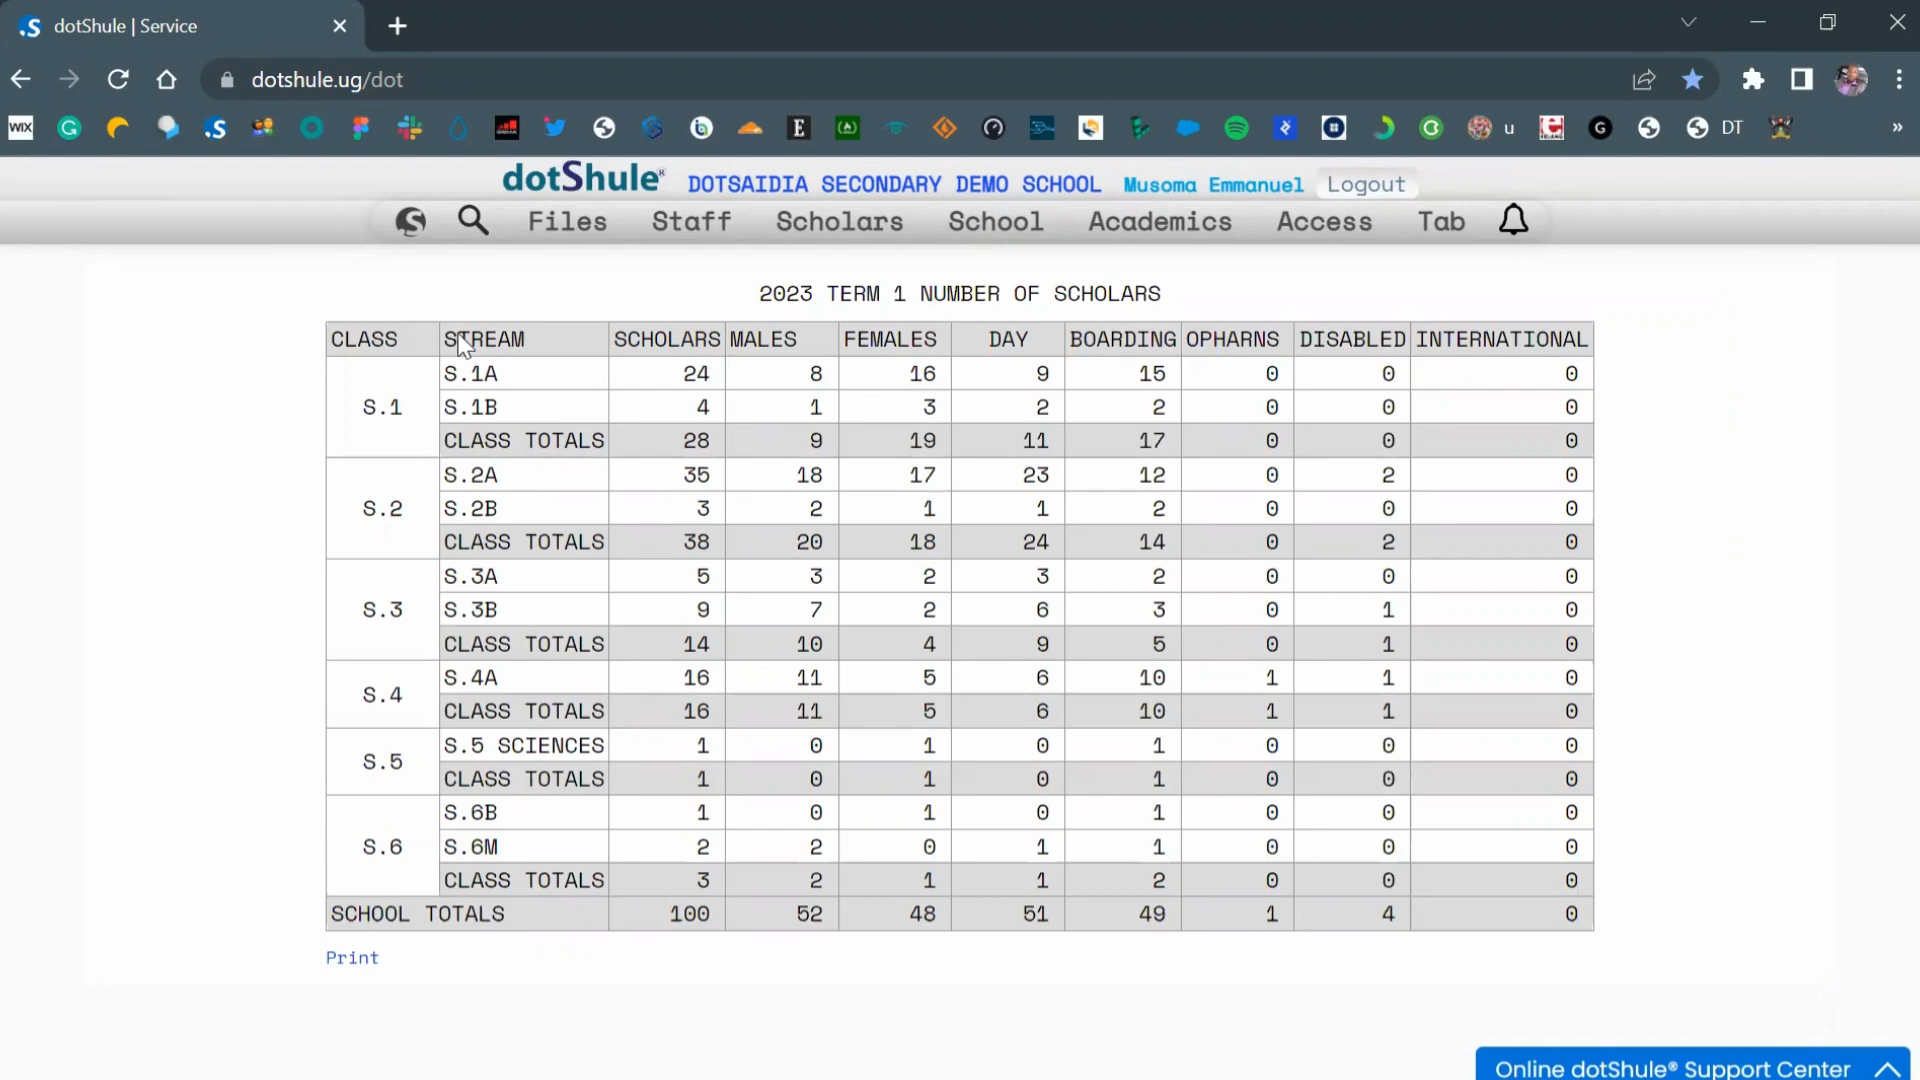 dotShule | Service
dotshule.ug/dot
WIX
u
DT
dotShule® DOTSAIDIA SECONDARY DEMO SCHOOL Musoma Emmanuel Logout
Files Staff Scholars School Academics Access Tab
2023 TERM 1 NUMBER OF SCHOLARS
CLASS STREAM SCHOLARS MALES FEMALES DAY BOARDING OPHARNS DISABLED INTERNATIONAL
S.1 S.1A 24 8 16 9 15 0 0 0
S.1B 4 1 3 2 2 0 0 0
CLASS TOTALS 28 9 19 11 17 0 0 0
S.2 S.2A 35 18 17 23 12 0 2 0
S.2B 3 2 1 1 2 0 0 0
CLASS TOTALS 38 20 18 24 14 0 2 0
S.3 S.3A 5 3 2 3 2 0 0 0
S.3B 9 7 2 6 3 0 1 0
CLASS TOTALS 14 10 4 9 5 0 1 0
S.4 S.4A 16 11 5 6 10 1 1 0
CLASS TOTALS 16 11 5 6 10 1 1 0
S.5 S.5 SCIENCES 1 0 1 0 1 0 0 0
CLASS TOTALS 1 0 1 0 1 0 0 0
S.6 S.6B 1 0 1 0 1 0 0 0
S.6M 2 2 0 1 1 0 0 0
CLASS TOTALS 3 2 1 1 2 0 0 0
SCHOOL TOTALS 100 52 48 51 49 1 4 0
Print
Online dotShule® Support Center